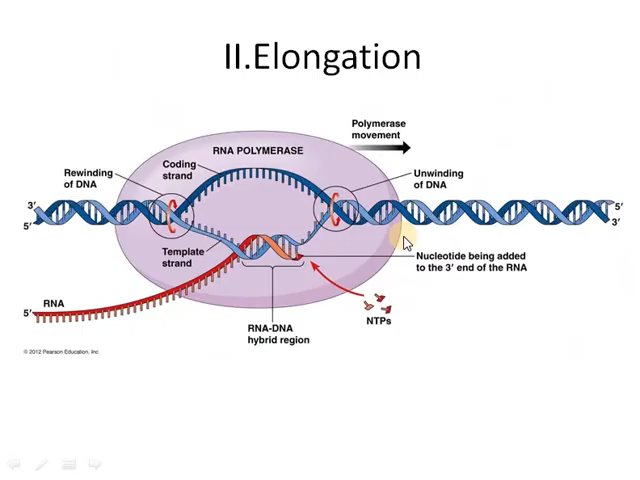 II.Elongation
Polymerase
movement
RNA POLYMERASE
Coding
strand
Rewinding
of DNA
Unwinding
of DNA
3′
5′
5′
3′
Template
strand
Nucleotide being added
to the 3′ end of the RNA
RNA
5′
NTPs
RNA-DNA
hybrid region
© 2012 Pearson Education, Inc.